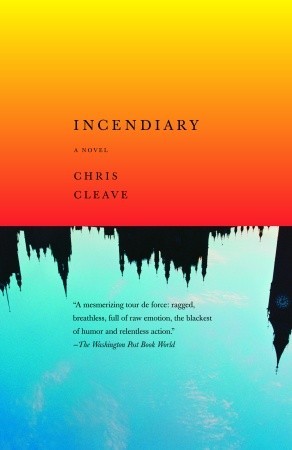 INCENDIARY
A NOVEL
CHRIS
CLEAVE
“A mesmerizing tour de force: ragged,
breathless, full of raw emotion, the blackest
of humor and relentless action.”
—The Washington Post Book World